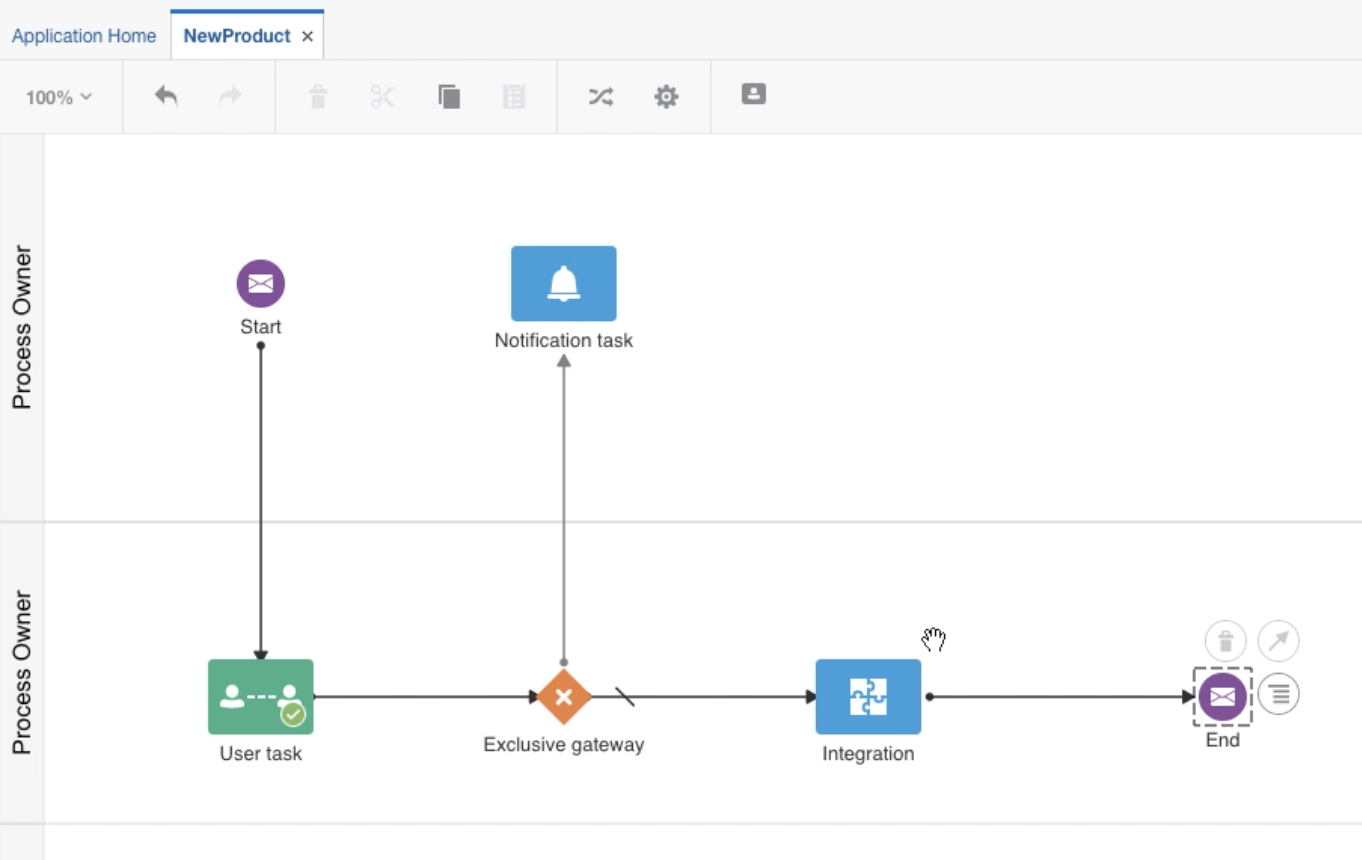 Application Home
NewProduct ×
100%
Process Owner
Start
Notification task
Process Owner
User task
Exclusive gateway
Integration
End